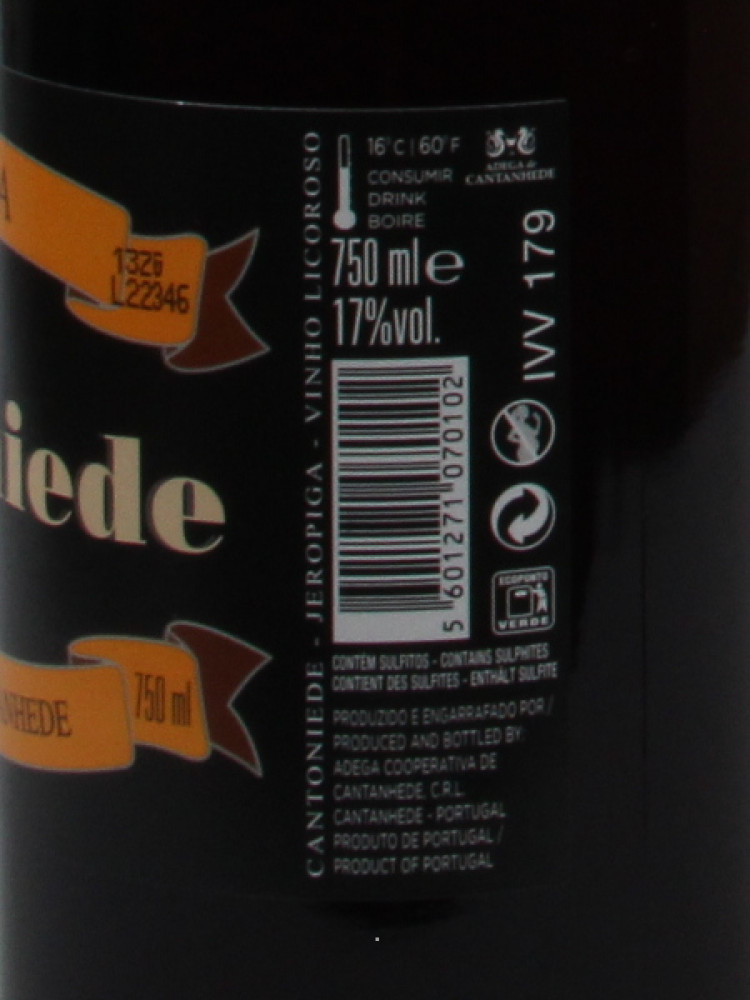 A
1326
L22346
iede
NHEDE
750 ml
CANTONIEDE - JEROPIGA - VINHO LICOROSO
16°C | 60°F
CONSUMIR
DRINK
BOIRE
ADEGA de
CANTANHEDE
750 ml e
17%vol.
IVV 179
5 601271 070102
ECOPONTO
VERDE
CONTÉM SULFITOS - CONTAINS SULPHITES
CONTIENT DES SULFITES - ENTHÄLT SULFITE
PRODUZIDO E ENGARRAFADO POR /
PRODUCED AND BOTTLED BY:
ADEGA COOPERATIVA DE
CANTANHEDE, C.R.L.
CANTANHEDE - PORTUGAL
PRODUTO DE PORTUGAL /
PRODUCT OF PORTUGAL